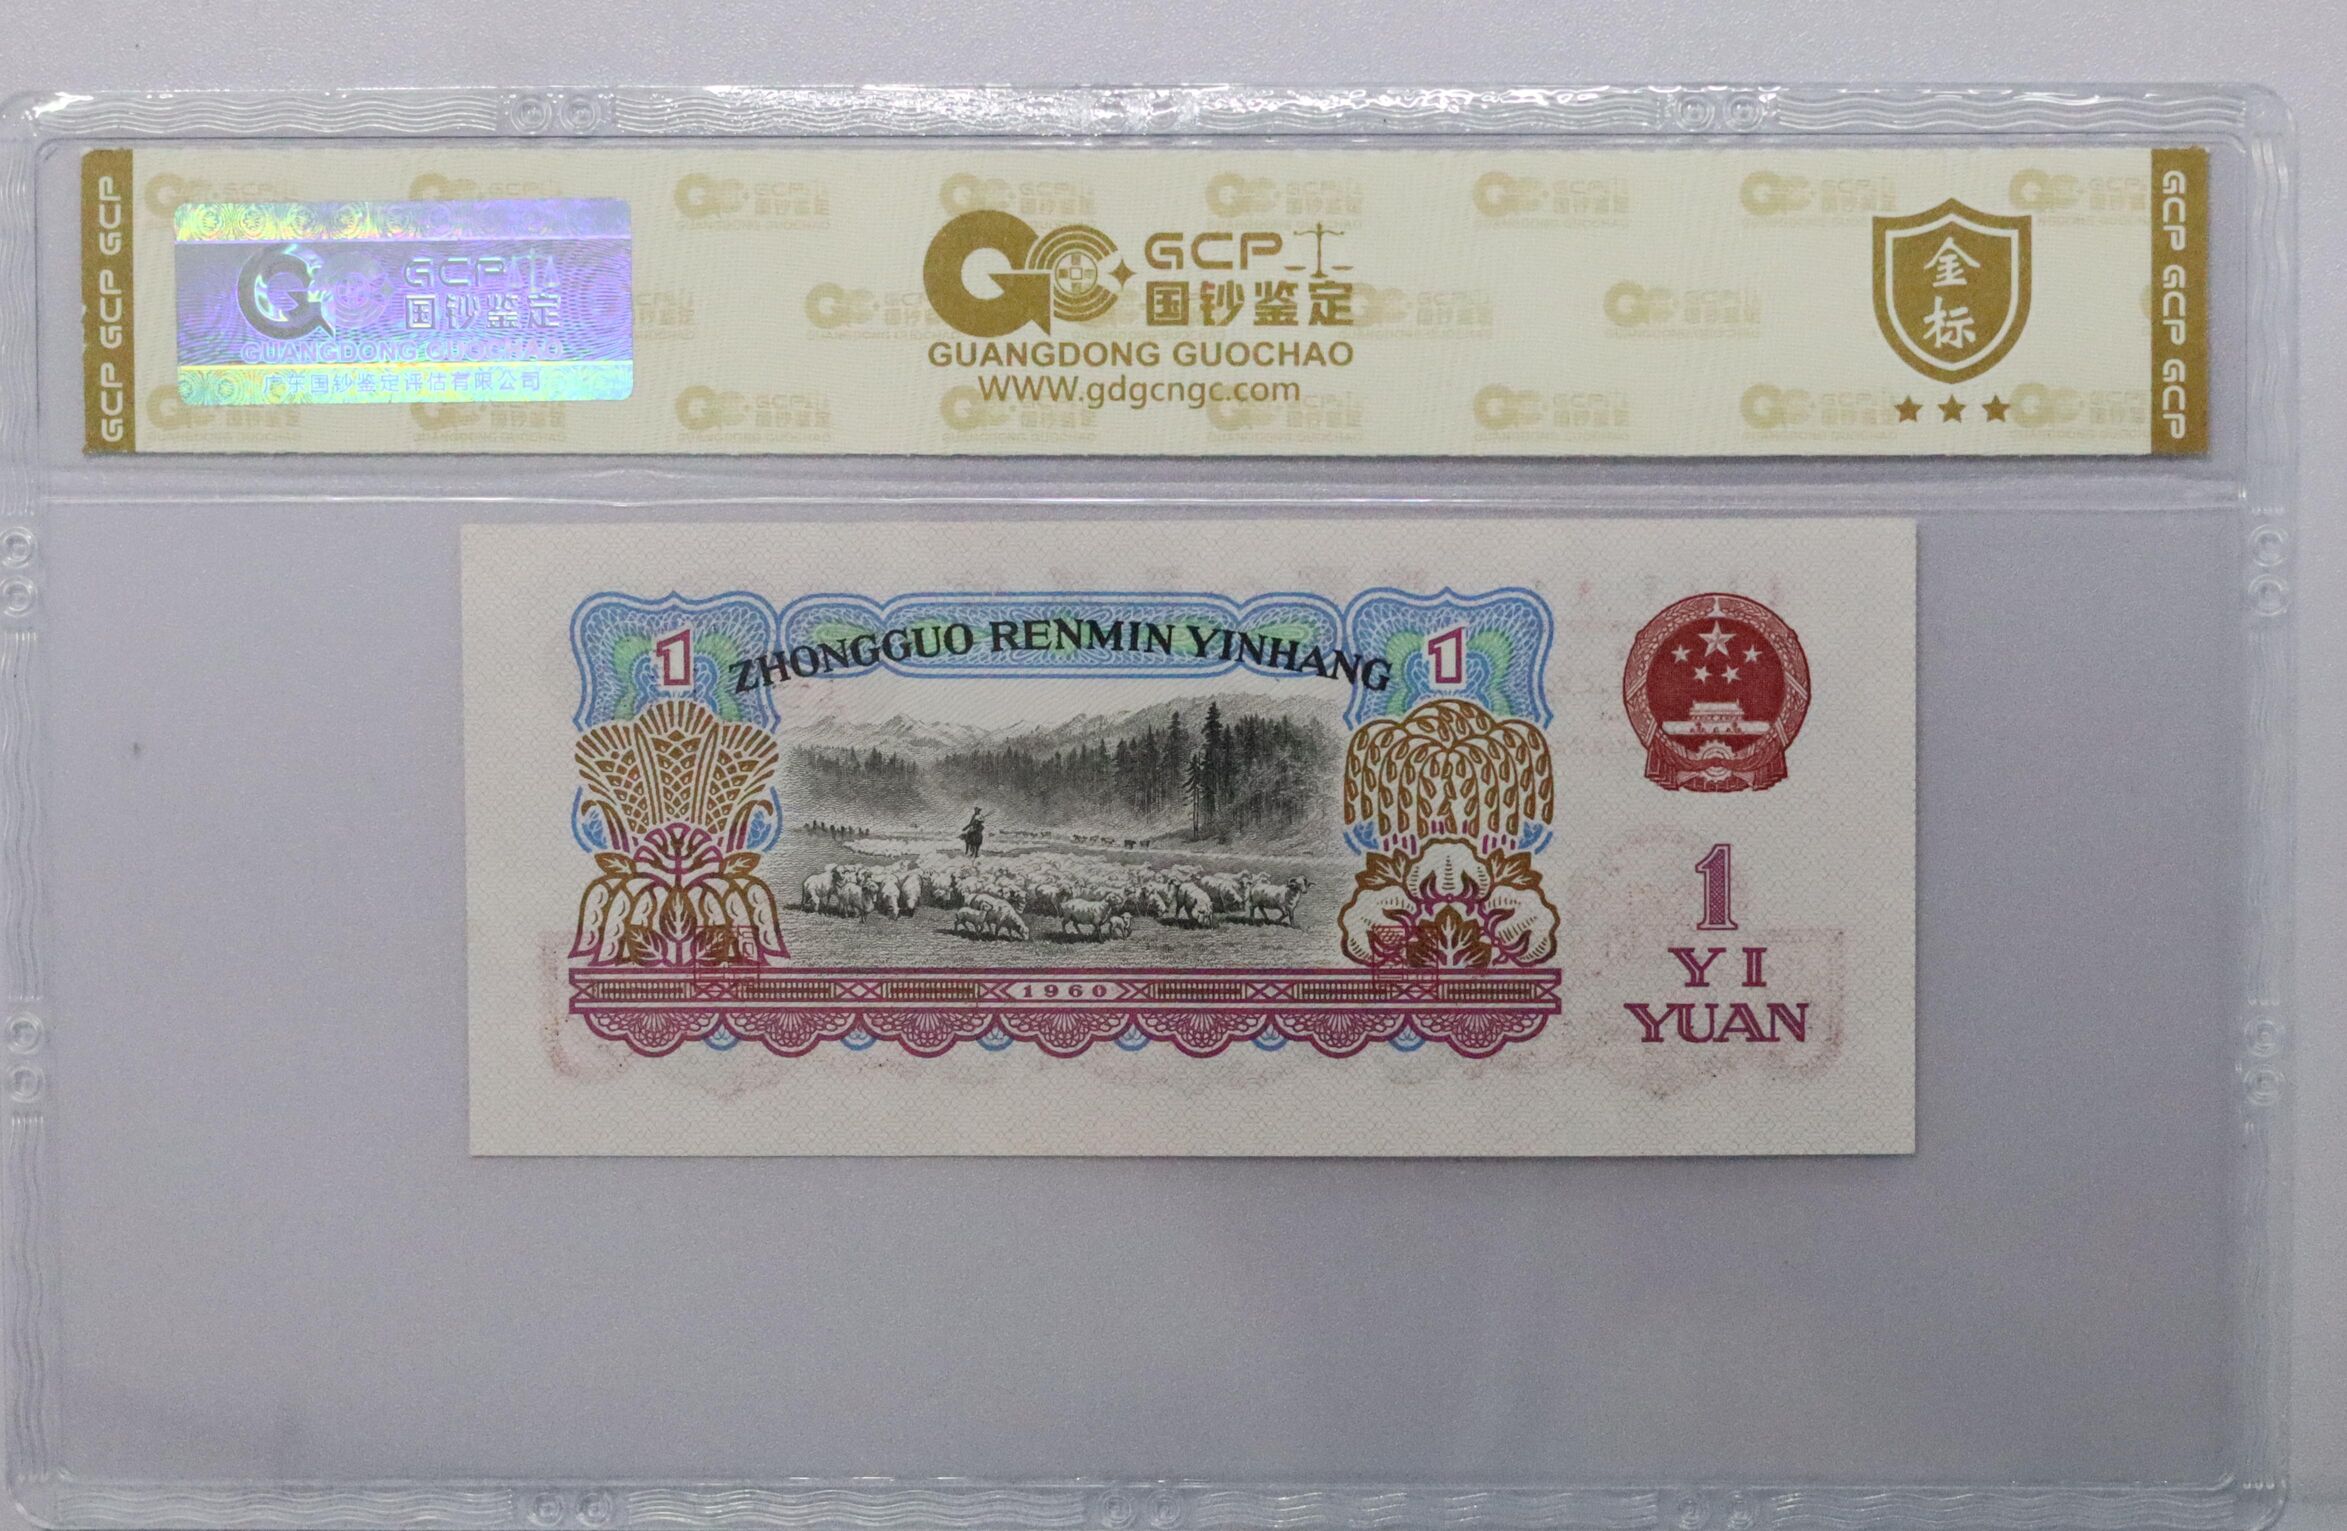 GCP GCP GCP
GCP
国钞鉴定
GUANGDONG GUOCHAO
广东国钞鉴定评估有限公司
GCP
国钞鉴定
GUANGDONG GUOCHAO
WWW.gdgcngc.com
金
标
GCP GCP GCP
ZHONGGUO RENMIN YINHANG
1
1
1960
1
YI
YUAN